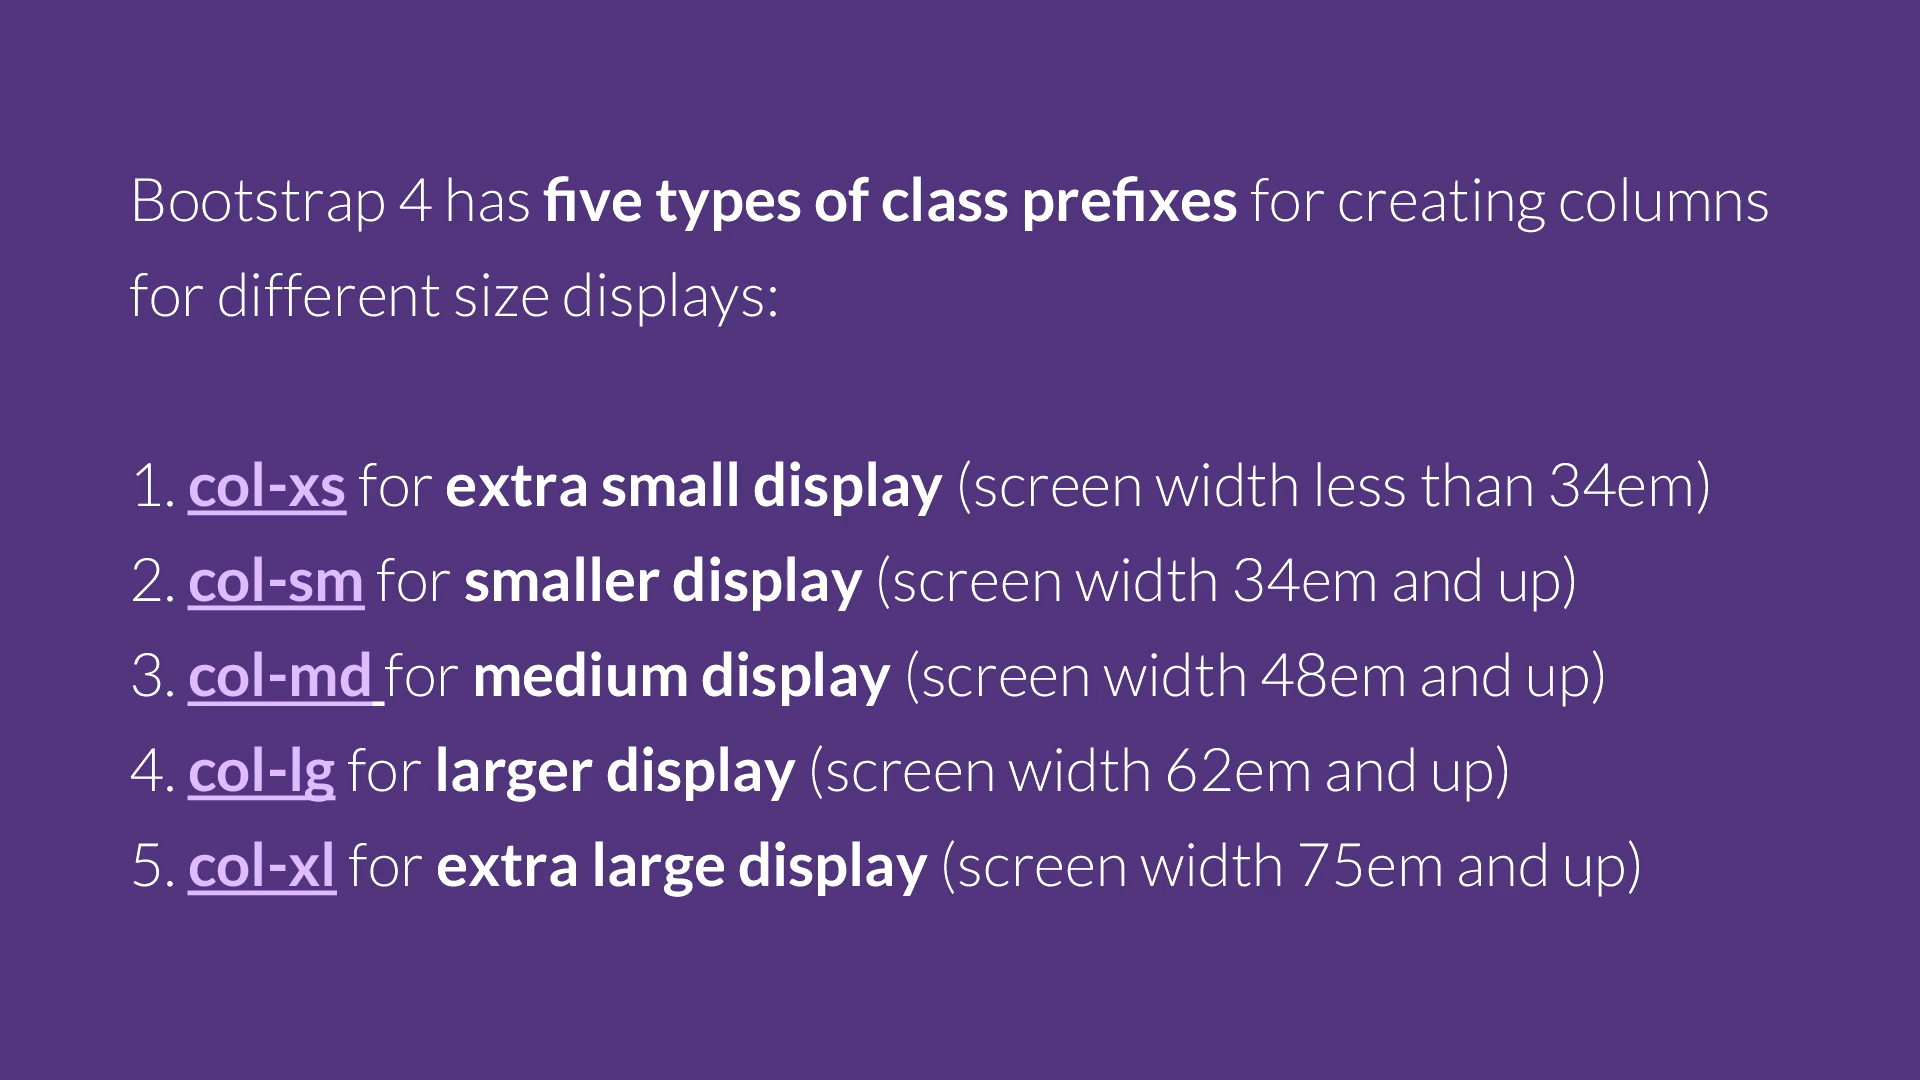 Bootstrap 4 has five types of class prefixes for creating columns
for different size displays:
1. col-xs for extra small display (screen width less than 34em)
2. col-sm for smaller display (screen width 34em and up)
3. col-md for medium display (screen width 48em and up)
4. col-lg for larger display (screen width 62em and up)
5. col-xl for extra large display (screen width 75em and up)